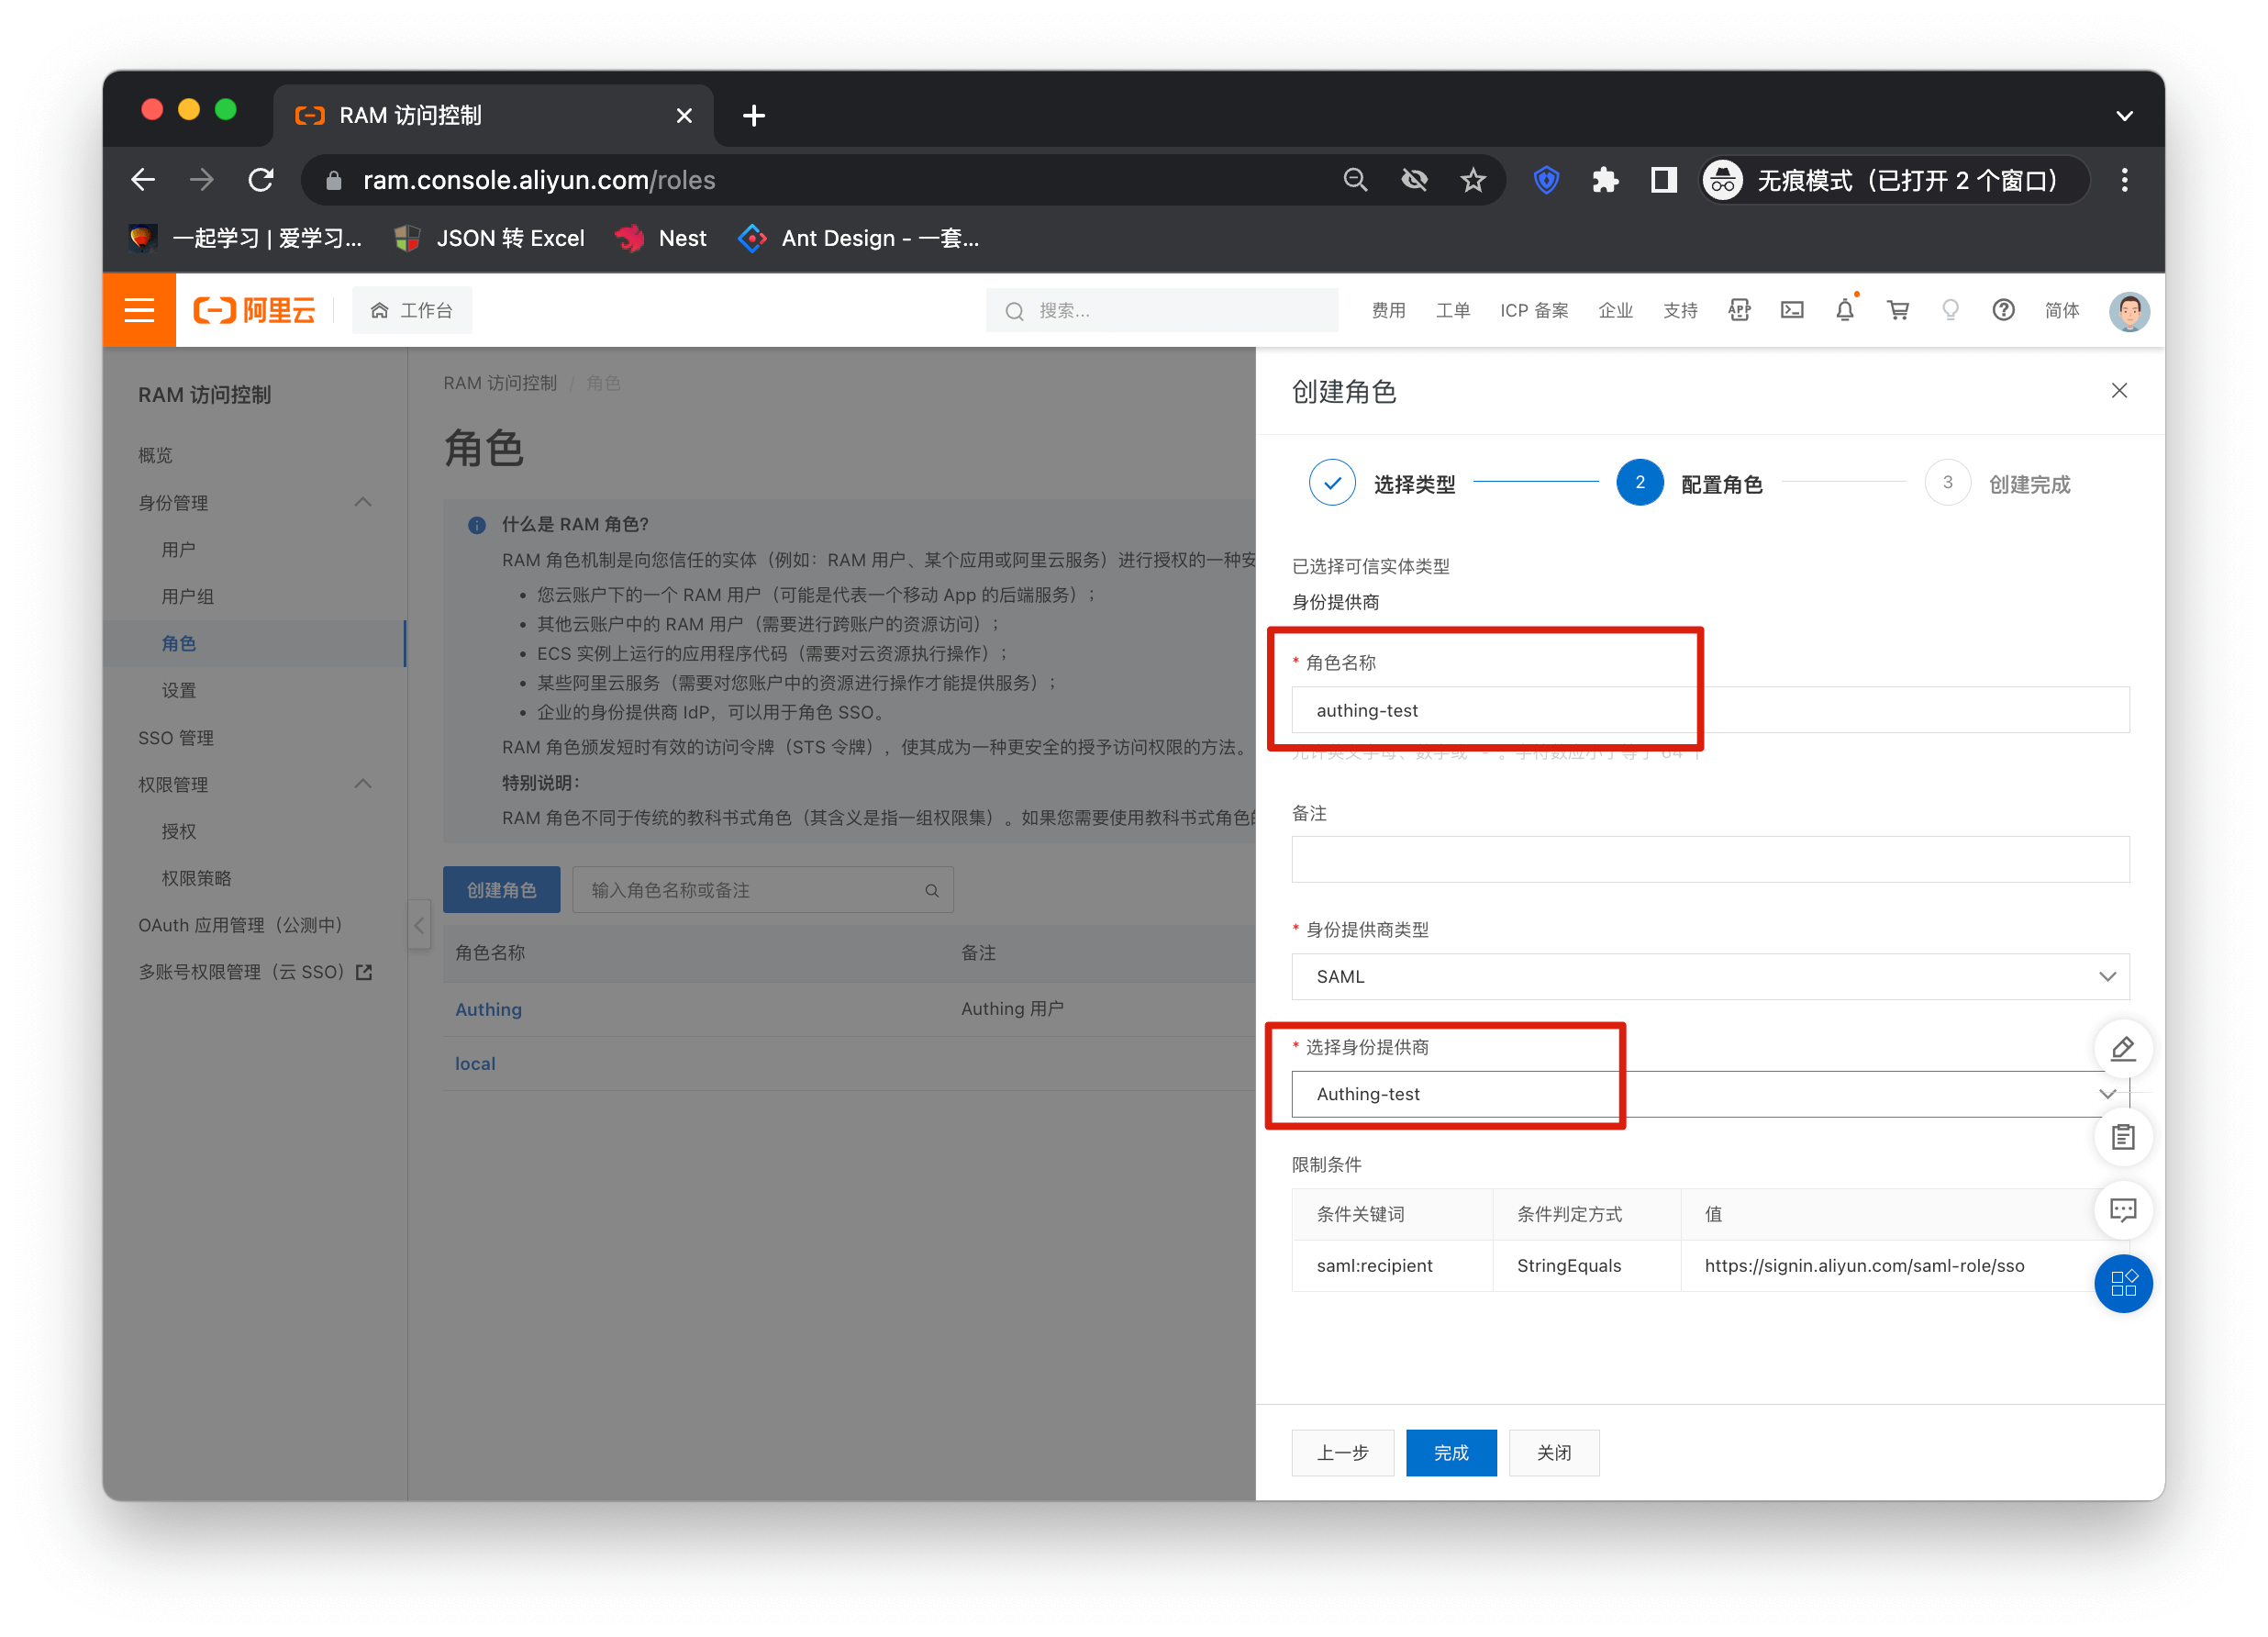 RAM 访问控制
ram.console.aliyun.com/roles
无痕模式（已打开 2 个窗口）
一起学习 | 爱学习...
JSON 转 Excel
Nest
Ant Design - 一套...
阿里云
工作台
搜索...
费用
工单
ICP 备案
企业
支持
APP
简体
RAM 访问控制
概览
身份管理
用户
用户组
角色
设置
SSO 管理
权限管理
授权
权限策略
OAuth 应用管理（公测中）
多账号权限管理（云 SSO）
RAM 访问控制 / 角色
角色
什么是 RAM 角色?
RAM 角色机制是向您信任的实体（例如：RAM 用户、某个应用或阿里云服务）进行授权的一种安
• 您云账户下的一个 RAM 用户（可能是代表一个移动 App 的后端服务）；
• 其他云账户中的 RAM 用户（需要进行跨账户的资源访问）；
• ECS 实例上运行的应用程序代码（需要对云资源执行操作）；
• 某些阿里云服务（需要对您账户中的资源进行操作才能提供服务）；
• 企业的身份提供商 IdP，可以用于角色 SSO。
RAM 角色颁发短时有效的访问令牌（STS 令牌），使其成为一种更安全的授予访问权限的方法。
特别说明：
RAM 角色不同于传统的教科书式角色（其含义是指一组权限集）。如果您需要使用教科书式角色的
创建角色
输入角色名称或备注
角色名称 备注
Authing Authing 用户
local
创建角色
选择类型
2 配置角色
3 创建完成
已选择可信实体类型
身份提供商
* 角色名称
authing-test
备注
* 身份提供商类型
SAML
* 选择身份提供商
Authing-test
限制条件
条件关键词 条件判定方式 值
saml:recipient StringEquals https://signin.aliyun.com/saml-role/sso
上一步
完成
关闭